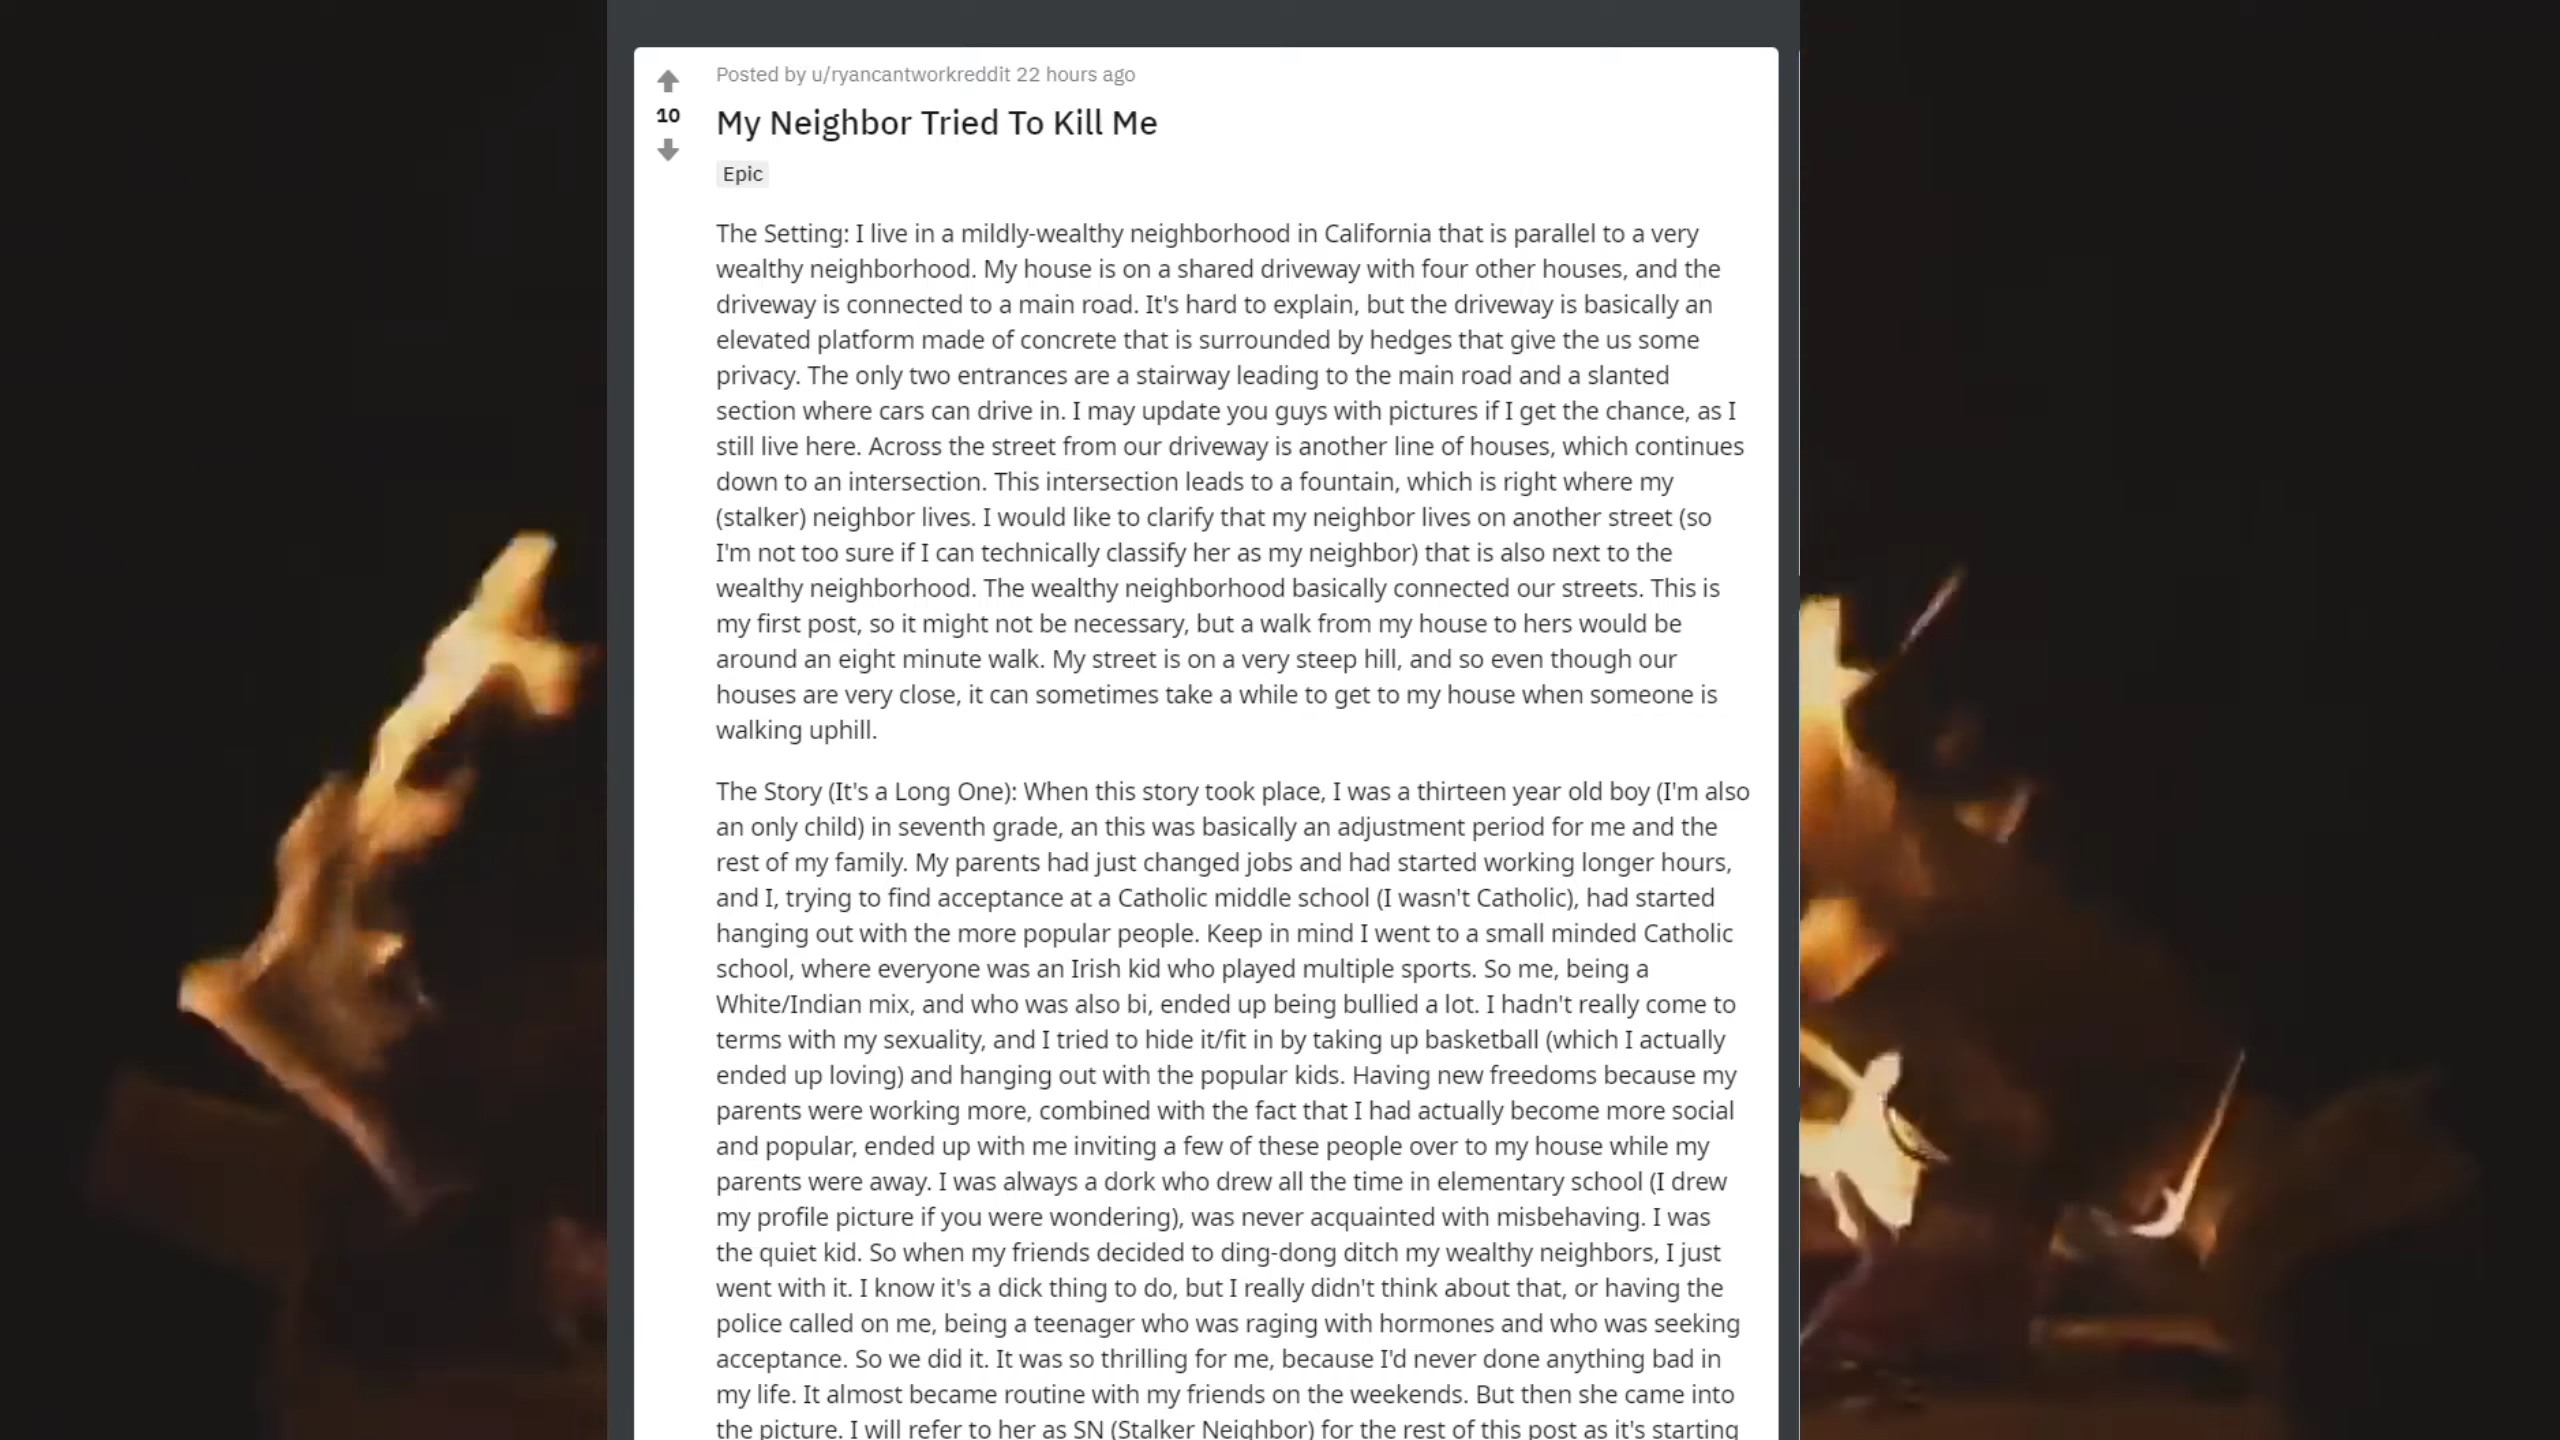 Posted by u/ryancantworkreddit 22 hours ago
10
My Neighbor Tried To Kill Me
Epic
The Setting: I live in a mildly-wealthy neighborhood in California that is parallel to a very
wealthy neighborhood. My house is on a shared driveway with four other houses, and the
driveway is connected to a main road. It's hard to explain, but the driveway is basically an
elevated platform made of concrete that is surrounded by hedges that give the us some
privacy. The only two entrances are a stairway leading to the main road and a slanted
section where cars can drive in. I may update you guys with pictures if I get the chance, as I
still live here. Across the street from our driveway is another line of houses, which continues
down to an intersection. This intersection leads to a fountain, which is right where my
(stalker) neighbor lives. I would like to clarify that my neighbor lives on another street (so
I'm not too sure if I can technically classify her as my neighbor) that is also next to the
wealthy neighborhood. The wealthy neighborhood basically connected our streets. This is
my first post, so it might not be necessary, but a walk from my house to hers would be
around an eight minute walk. My street is on a very steep hill, and so even though our
houses are very close, it can sometimes take a while to get to my house when someone is
walking uphill.
The Story (It's a Long One): When this story took place, I was a thirteen year old boy (I'm also
an only child) in seventh grade, an this was basically an adjustment period for me and the
rest of my family. My parents had just changed jobs and had started working longer hours,
and I, trying to find acceptance at a Catholic middle school (I wasn't Catholic), had started
hanging out with the more popular people. Keep in mind I went to a small minded Catholic
school, where everyone was an Irish kid who played multiple sports. So me, being a
White/Indian mix, and who was also bi, ended up being bullied a lot. I hadn't really come to
terms with my sexuality, and I tried to hide it/fit in by taking up basketball (which I actually
ended up loving) and hanging out with the popular kids. Having new freedoms because my
parents were working more, combined with the fact that I had actually become more social
and popular, ended up with me inviting a few of these people over to my house while my
parents were away. I was always a dork who drew all the time in elementary school (I drew
my profile picture if you were wondering), was never acquainted with misbehaving. I was
the quiet kid. So when my friends decided to ding-dong ditch my wealthy neighbors, I just
went with it. I know it's a dick thing to do, but I really didn't think about that, or having the
police called on me, being a teenager who was raging with hormones and who was seeking
acceptance. So we did it. It was so thrilling for me, because I'd never done anything bad in
my life. It almost became routine with my friends on the weekends. But then she came into
the picture. I will refer to her as SN (Stalker Neighbor) for the rest of this post as it's starting